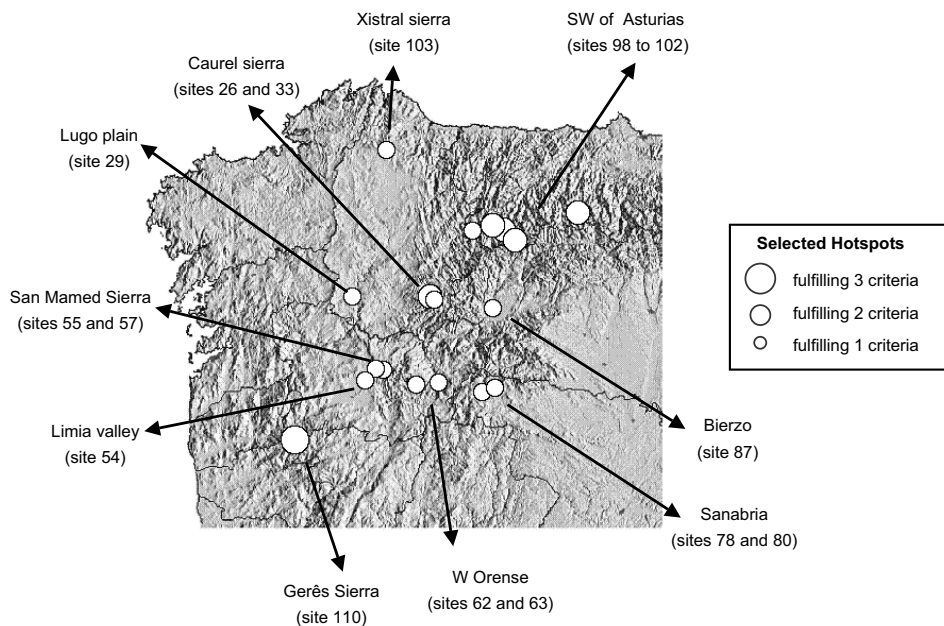 Xistral sierra
(site 103)
SW of Asturias
(sites 98 to 102)
Caurel sierra
(sites 26 and 33)
Lugo plain
(site 29)
San Mamed Sierra
(sites 55 and 57)
Limia valley
(site 54)
Gerês Sierra
(site 110)
W Orense
(sites 62 and 63)
Sanabria
(sites 78 and 80)
Bierzo
(site 87)
Selected Hotspots
fulfilling 3 criteria
fulfilling 2 criteria
fulfilling 1 criteria